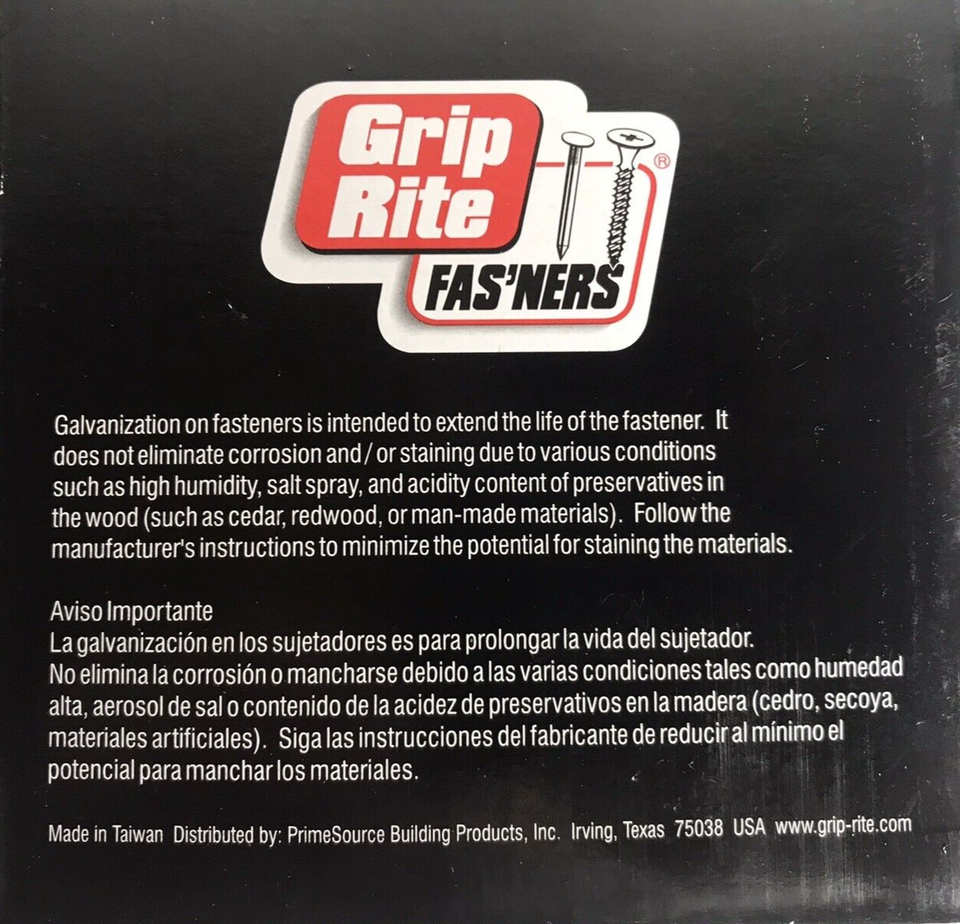 Grip
Rite
®
FAS'NERS
Galvanization on fasteners is intended to extend the life of the fastener. It
does not eliminate corrosion and / or staining due to various conditions
such as high humidity, salt spray, and acidity content of preservatives in
the wood (such as cedar, redwood, or man-made materials). Follow the
manufacturer's instructions to minimize the potential for staining the materials.
Aviso Importante
La galvanización en los sujetadores es para prolongar la vida del sujetador.
No elimina la corrosión o mancharse debido a las varias condiciones tales como humedad
alta, aerosol de sal o contenido de la acidez de preservativos en la madera (cedro, secoya,
materiales artificiales). Siga las instrucciones del fabricante de reducir al mínimo el
potencial para manchar los materiales.
Made in Taiwan Distributed by: PrimeSource Building Products, Inc. Irving, Texas 75038 USA www.grip-rite.com